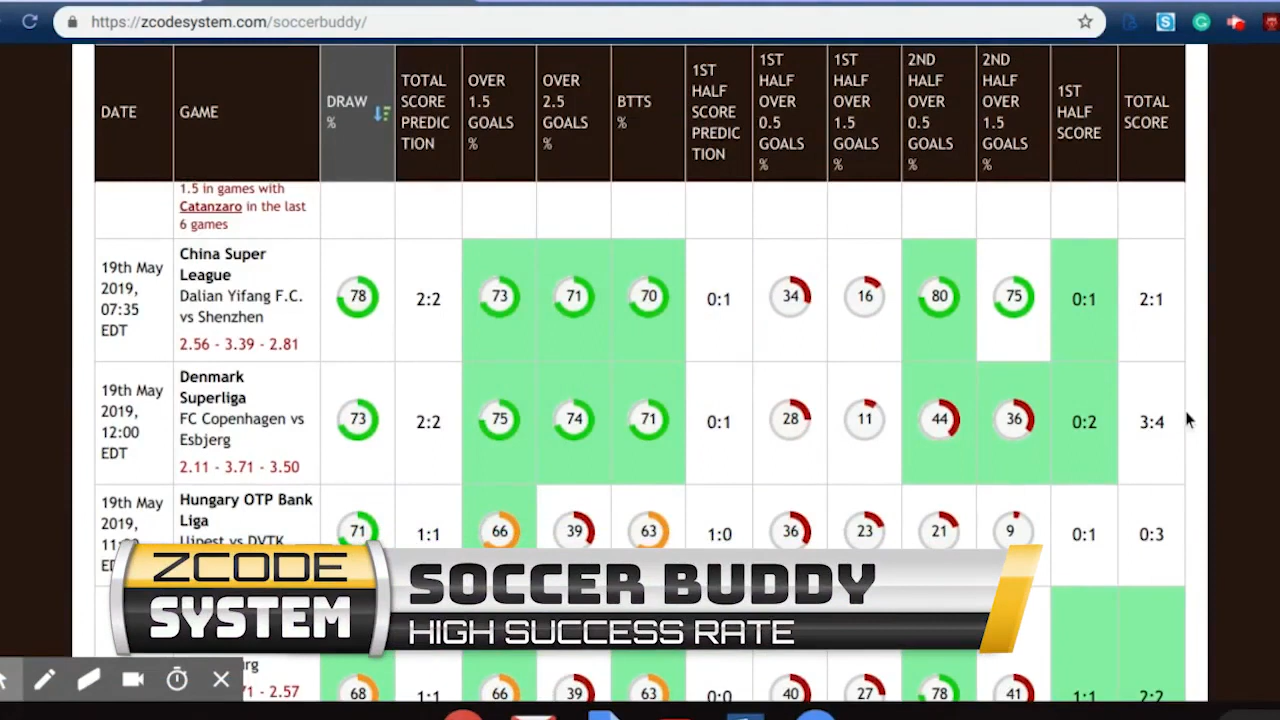 https://zcodesystem.com/soccerbuddy/
DATE
GAME
DRAW
%
TOTAL
SCORE
PREDIC
TION
OVER
1.5
GOALS
%
OVER
2.5
GOALS
%
BTTS
%
1ST
HALF
SCORE
PREDIC
TION
1ST
HALF
OVER
0.5
GOALS
%
1ST
HALF
OVER
1.5
GOALS
%
2ND
HALF
OVER
0.5
GOALS
%
2ND
HALF
OVER
1.5
GOALS
%
1ST
HALF
SCORE
TOTAL
SCORE
1.5 in games with
Catanzaro in the last
6 games
19th May
2019,
07:35
EDT
China Super
League
Dalian Yifang F.C.
vs Shenzhen
2.56 - 3.39 - 2.81
78
2:2
73
71
70
0:1
34
16
80
75
0:1
2:1
19th May
2019,
12:00
EDT
Denmark
Superliga
FC Copenhagen vs
Esbjerg
2.11 - 3.71 - 3.50
73
2:2
75
74
71
0:1
28
11
44
36
0:2
3:4
19th May
2019,
Hungary OTP Bank
Liga
Ujpest vs DVTK
71
1:1
66
39
63
1:0
36
23
21
9
0:1
0:3
ZCODE
SYSTEM
SOCCER BUDDY
HIGH SUCCESS RATE
2.57
68
1:1
66
39
63
0:0
40
27
78
41
1:1
2:2